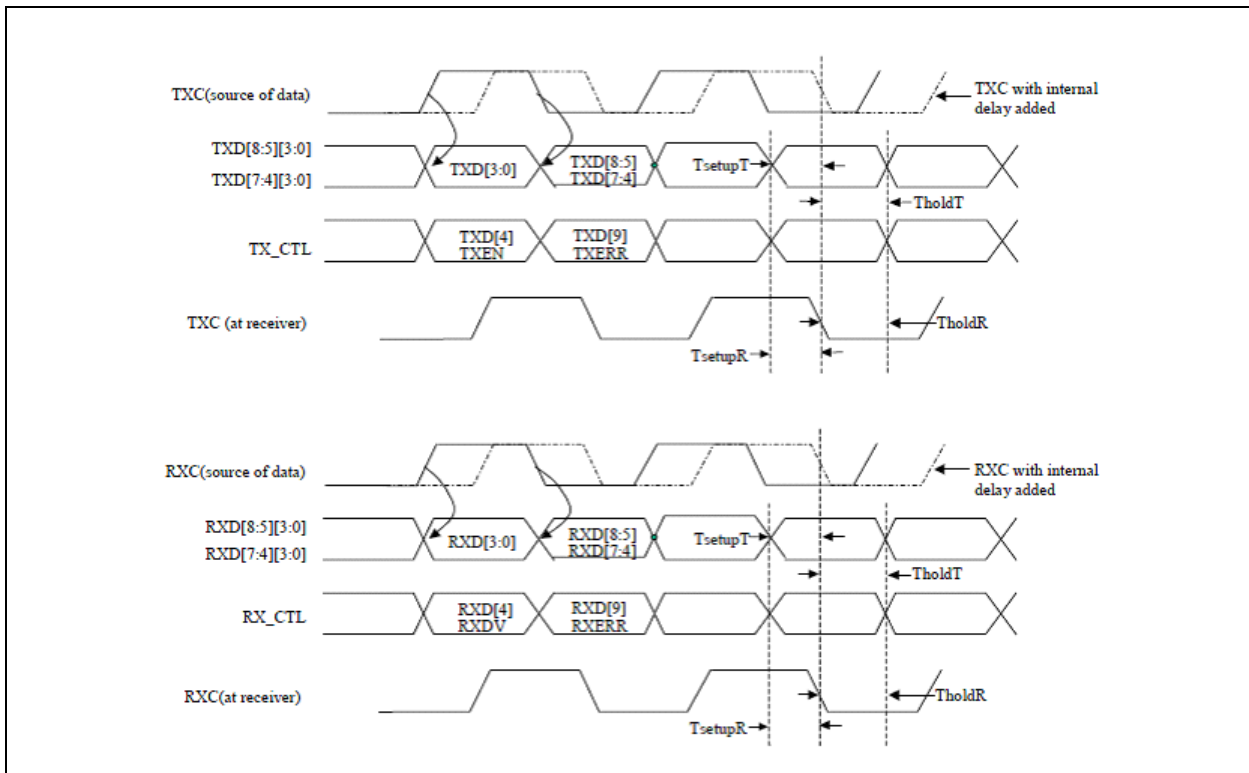 TXC(source of data)
TXC with internal
delay added
TXD[8:5][3:0]
TXD[7:4][3:0]
TXD[3:0]
TXD[8:5]
TXD[7:4]
TsetupT
TholdT
TX_CTL
TXD[4]
TXEN
TXD[9]
TXERR
TXC (at receiver)
TholdR
TsetupR
RXC(source of data)
RXC with internal
delay added
RXD[8:5][3:0]
RXD[7:4][3:0]
RXD[3:0]
RXD[8:5]
RXD[7:4]
TsetupT
TholdT
RX_CTL
RXD[4]
RXDV
RXD[9]
RXERR
RXC(at receiver)
TholdR
TsetupR